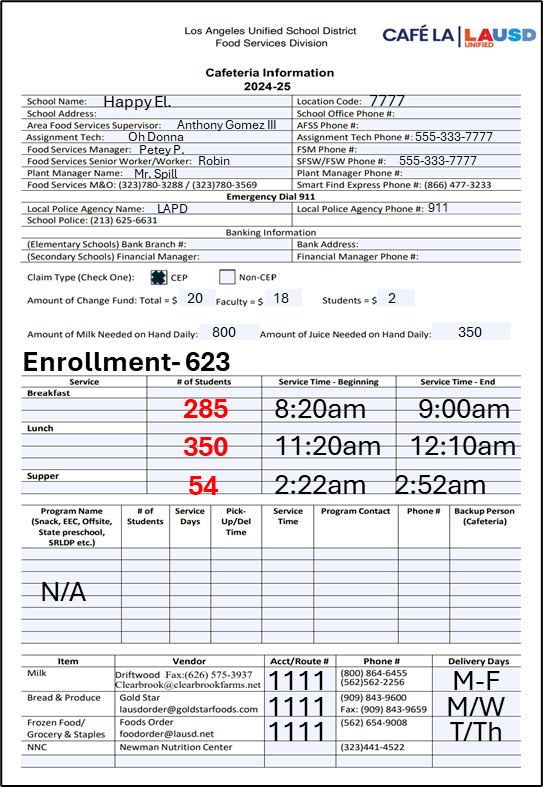 Los Angeles Unified School District
Food Services Division
CAFÉ LA | LAUSD
UNIFIED
Cafeteria Information
2024-25
School Name: Happy El. Location Code: 7777
School Address: School Office Phone #:
Area Food Services Supervisor: Anthony Gomez III AFSS Phone #:
Assignment Tech: Oh Donna Assignment Tech Phone #: 555-333-7777
Food Services Manager: Petey P. FSM Phone #:
Food Services Senior Worker/Worker: Robin SFSW/FSW Phone #: 555-333-7777
Plant Manager Name: Mr. Spill Plant Manager Phone #:
Food Services M&O: (323)780-3288 / (323)780-3569 Smart Find Express Phone #: (866) 477-3233
Emergency Dial 911
Local Police Agency Name: LAPD Local Police Agency Phone #: 911
School Police: (213) 625-6631
Banking Information
(Elementary Schools) Bank Branch #: Bank Address:
(Secondary Schools) Financial Manager: Financial Manager Phone #:
Claim Type (Check One): CEP Non-CEP
Amount of Change Fund: Total = $ 20 Faculty = $ 18 Students = $ 2
Amount of Milk Needed on Hand Daily: 800 Amount of Juice Needed on Hand Daily: 350
Enrollment- 623
Service # of Students Service Time - Beginning Service Time - End
Breakfast 285 8:20am 9:00am
Lunch 350 11:20am 12:10am
Supper 54 2:22am 2:52am
Program Name # of Service Pick- Service Program Contact Phone # Backup Person
(Snack, EEC, Offsite, Students Days Up/Del Time (Cafeteria)
State preschool, Time
SRLDP etc.)
N/A
Item Vendor Acct/Route # Phone # Delivery Days
Milk Driftwood Fax:(626) 575-3937 1111 (800) 864-6455 M-F
Clearbrook@clearbrookfarms.net (562)562-2256
Bread & Produce Gold Star 1111 (909) 843-9600 M/W
lausdorder@goldstarfoods.com Fax: (909) 843-9659
Frozen Food/ Foods Order 1111 (562) 654-9008 T/Th
Grocery & Staples foodorder@lausd.net
NNC Newman Nutrition Center (323)441-4522